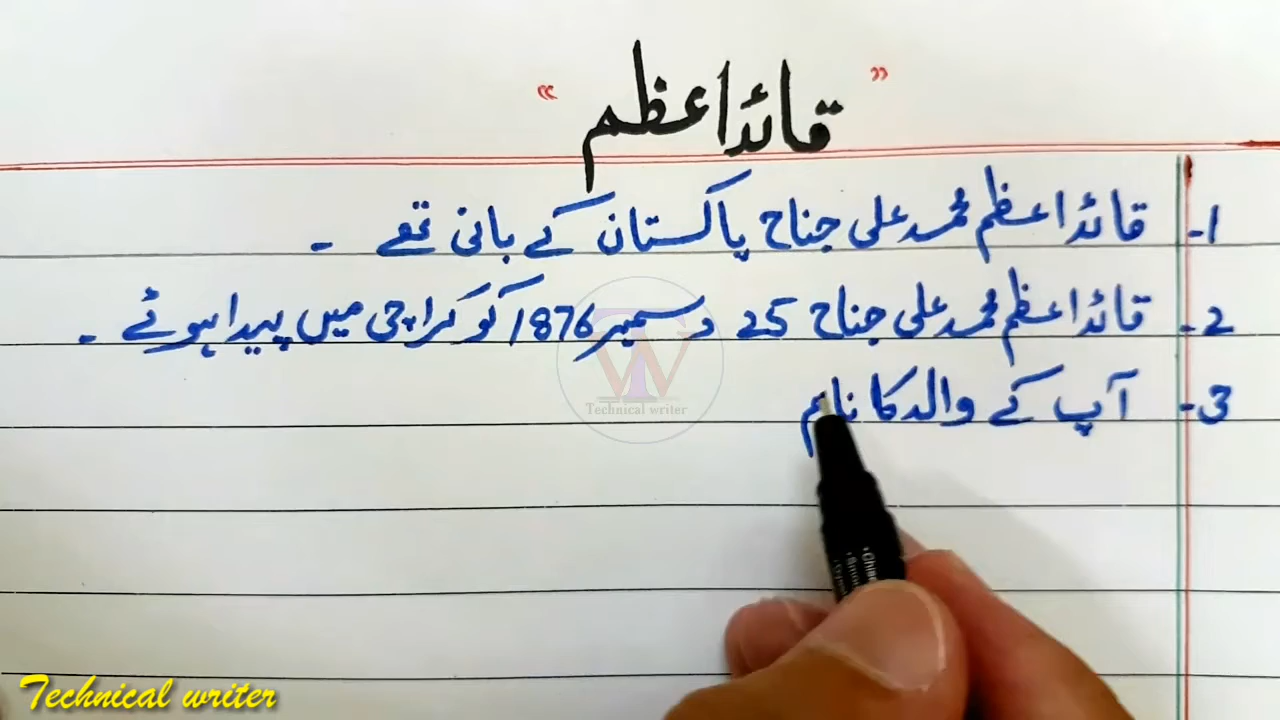 " قائداعظم "
1- قائداعظم محمد علی جناح پاکستان کے بانی تھے ۔
2- قائداعظم محمد علی جناح 25 دسمبر 1876 کو کراچی میں پیدا ہوئے ۔
3- آپ کے والد کا نام
TW
Technical writer
Technical writer